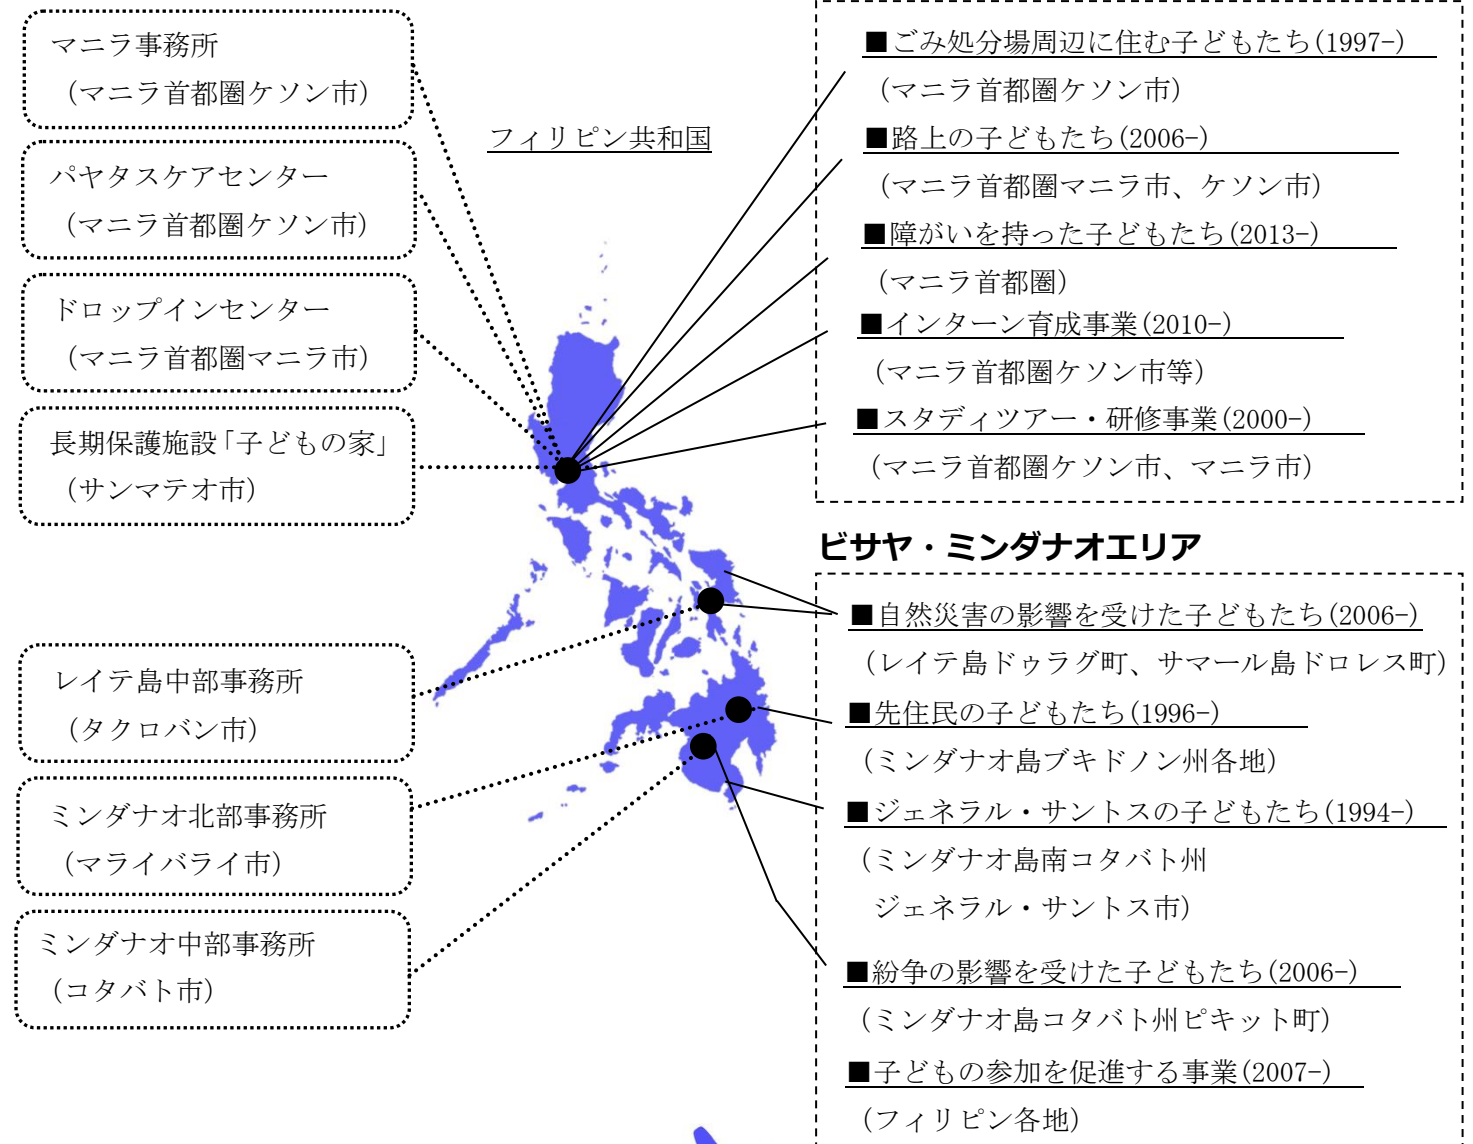 マニラ事務所
(マニラ首都圏ケソン市)
パヤタスケアセンター
(マニラ首都圏ケソン市)
ドロップインセンター
(マニラ首都圏マニラ市)
長期保護施設「子どもの家」
(サンマテオ市)
レイテ島中部事務所
(タクロバン市)
ミンダナオ北部事務所
(マライバライ市)
ミンダナオ中部事務所
(コタバト市)
フィリピン共和国
■ごみ処分場周辺に住む子どもたち(1997-)
(マニラ首都圏ケソン市)
■路上の子どもたち(2006-)
(マニラ首都圏マニラ市、ケソン市)
■障がいを持った子どもたち(2013-)
(マニラ首都圏)
■インターン育成事業(2010-)
(マニラ首都圏ケソン市等)
■スタディツアー・研修事業(2000-)
(マニラ首都圏ケソン市、マニラ市)
ビサヤ・ミンダナオエリア
■自然災害の影響を受けた子どもたち(2006-)
(レイテ島ドゥラグ町、サマール島ドロレス町)
■先住民の子どもたち(1996-)
(ミンダナオ島ブキドノン州各地)
■ジェネラル・サントスの子どもたち(1994-)
(ミンダナオ島南コタバト州
ジェネラル・サントス市)
■紛争の影響を受けた子どもたち(2006-)
(ミンダナオ島コタバト州ピキット町)
■子どもの参加を促進する事業(2007-)
(フィリピン各地)